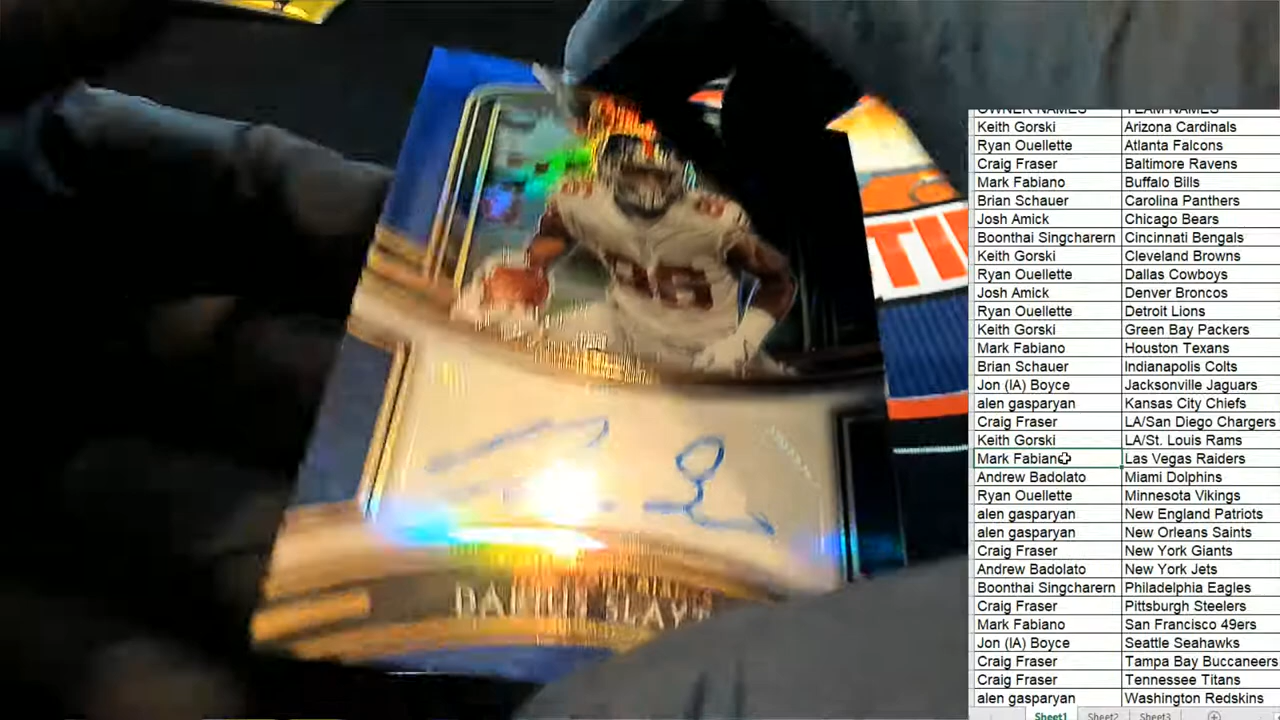 OWNER NAMES TEAM NAMES
Keith Gorski Arizona Cardinals
Ryan Ouellette Atlanta Falcons
Craig Fraser Baltimore Ravens
Mark Fabiano Buffalo Bills
Brian Schauer Carolina Panthers
Josh Amick Chicago Bears
Boonthai Singcharern Cincinnati Bengals
Keith Gorski Cleveland Browns
Ryan Ouellette Dallas Cowboys
Josh Amick Denver Broncos
Ryan Ouellette Detroit Lions
Keith Gorski Green Bay Packers
Mark Fabiano Houston Texans
Brian Schauer Indianapolis Colts
Jon (IA) Boyce Jacksonville Jaguars
alen gasparyan Kansas City Chiefs
Craig Fraser LA/San Diego Chargers
Keith Gorski LA/St. Louis Rams
Mark Fabiano Las Vegas Raiders
Andrew Badolato Miami Dolphins
Ryan Ouellette Minnesota Vikings
alen gasparyan New England Patriots
alen gasparyan New Orleans Saints
Craig Fraser New York Giants
Andrew Badolato New York Jets
Boonthai Singcharern Philadelphia Eagles
Craig Fraser Pittsburgh Steelers
Mark Fabiano San Francisco 49ers
Jon (IA) Boyce Seattle Seahawks
Craig Fraser Tampa Bay Buccaneers
Craig Fraser Tennessee Titans
alen gasparyan Washington Redskins
Sheet1 Sheet2 Sheet3
86
TI